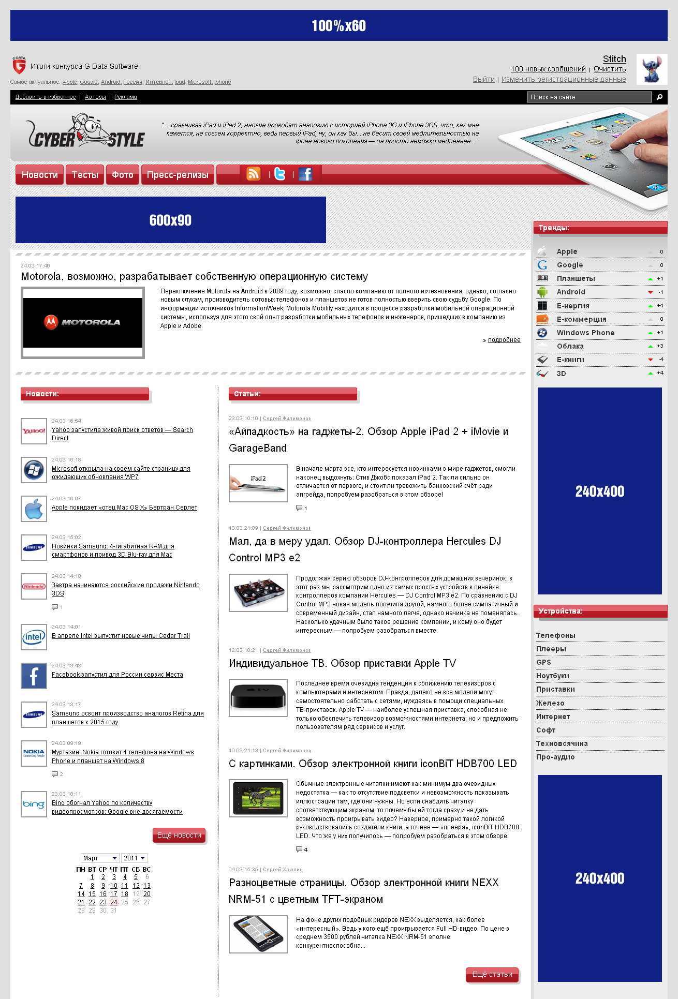 100%x60
G DATA
Итоги конкурса G Data Software
Самое актуальное: Apple, Google, Android, Россия, Интернет, Ipad, Microsoft, Iphone
Stitch
100 новых сообщений | Очистить
Выйти | Изменить регистрационные данные
Добавить в избранное | Авторы | Реклама
Поиск на сайте
CYBER STYLE
"... сравнивая iPad и iPad 2, многие проводят аналогию с историей iPhone 3G и iPhone 3GS, что, как мне
кажется, не совсем корректно, ведь первый iPad, ну, он как бы... не бесит своей медлительностью на
фоне нового поколения — он просто неможко медленнее ..."
Новости
Тесты
Фото
Пресс-релизы
600x90
24.03 17:46
Motorola, возможно, разрабатывает собственную операционную систему
MOTOROLA
Переключение Motorola на Android в 2009 году, возможно, спасло компанию от полного исчезновения, однако, согласно
новым слухам, производитель сотовых телефонов и планшетов не готов полностью вверить свою судьбу Google. По
информации источников InformationWeek, Motorola Mobility находится в процессе разработки мобильной операционной
системы, используя для этого свой опыт разработки мобильных телефонов и инженеров, пришедших в компанию из
Apple и Adobe.
» подробнее
Новости:
YAHOO!
24.03 16:54
Yahoo запустила живой поиск ответов — Search
Direct
24.03 16:18
Microsoft открыла на своём сайте страницу для
ожидающих обновления WP7
24.03 16:07
Apple покидает «отец Mac OS X» Бертран Серлет
SAMSUNG
24.03 15:02
Новинки Samsung: 4-гигабитная RAM для
смартфонов и привод 3D Blu-ray для Mac
Nintendo
24.03 14:18
Завтра начинаются российские продажи Nintendo
3DS
1
intel
24.03 14:01
В апреле Intel выпустит новые чипы Cedar Trail
f
24.03 13:43
Facebook запустил для России сервис Места
SAMSUNG
24.03 13:17
Samsung освоит производство аналогов Retina для
планшетов к 2015 году
NOKIA
Connecting People
24.03 09:19
Муртазин: Nokia готовит 4 телефона на Windows
Phone и планшет на Windows 8
2
bing
23.03 18:11
Bing обогнал Yahoo по количеству
видеопросмотров; Google вне досягаемости
Ещё новости
Март 2011
ПН ВТ СР ЧТ ПТ СБ ВС
1 2 3 4 5 6
7 8 9 10 11 12 13
14 15 16 17 18 19 20
21 22 23 24 25 26 27
28 29 30 31
Статьи:
23.03 10:10 | Сергей Филимонов
«Айпадкость» на гаджеты-2. Обзор Apple iPad 2 + iMovie и
GarageBand
iPad 2
В начале марта все, кто интересуется новинками в мире гаджетов, смогли
наконец выдохнуть: Стив Джобс показал iPad 2. Так ли сильно он
отличается от первого, и стоит ли тревожить банковский счёт ради
апгрейда, попробуем разобраться в этом обзоре!
1
13.03 21:09 | Сергей Филимонов
Мал, да в меру удал. Обзор DJ-контроллера Hercules DJ
Control MP3 e2
Продолжая серию обзоров DJ-контроллеров для домашних вечеринок, в
этот раз мы рассмотрим одно из самых простых устройств в линейке
контроллеров компании Hercules — DJ Control MP3 e2. По сравнению с DJ
Control MP3 новая модель получила другой, намного более симпатичный и
современный дизайн, стал намного легче, однако начинка не поменялась.
Насколько удачным было такое решение компании, и кому оно будет
интересным — попробуем разобраться вместе.
12.03 18:21 | Сергей Филимонов
Индивидуальное ТВ. Обзор приставки Apple TV
tv
Последнее время очевидна тенденция к сближению телевизоров с
компьютерами и интернетом. Правда, далеко не все модели могут
самостоятельно работать с сетями, нуждаясь в помощи специальных
ТВ-приставок. Apple TV — наиболее успешная приставка, способная не
только обеспечить телевизор возможностями интернета, но и предложить
пользователям ряд сервисов и услуг.
10.03 21:13 | Сергей Филимонов
С картинками. Обзор электронной книги iconBiT HDB700 LED
Обычные электронные читалки имеют как минимум два очевидных
недостатка — как то отсутствие подсветки и невозможность показывать
иллюстрации там, где они нужны. Но если снабдить читалку
соответствующим экраном, то почему бы ей тогда сразу и не дать
возможность проигрывать видео? Наверное, примерно такой логикой
руководствовались создатели книги, а точнее — «плеера», iconBiT HDB700
LED. Что же у них получилось — попробуем разобраться в этом обзоре.
4
04.03 15:35 | Сергей Хлюпин
Разноцветные страницы. Обзор электронной книги NEXX
NRM-51 с цветным TFT-экраном
На фоне других подобных ридеров NEXX выделяется, как более
«интересный». Ведь у кого ещё проигрывается Full HD-видео. По цене в
среднем 3500 рублей читалка NEXX NRM-51 вполне
конкурентноспособна...
Ещё статьи
Тренды:
Apple 0
Google 0
Планшеты +1
Android -1
Е-нергия +4
Е-коммерция 0
Windows Phone +1
Облака +3
Е-книги -4
3D +4
240x400
Устройства:
Телефоны
Плееры
GPS
Ноутбуки
Приставки
Железо
Интернет
Софт
Техновсячина
Про-аудио
240x400